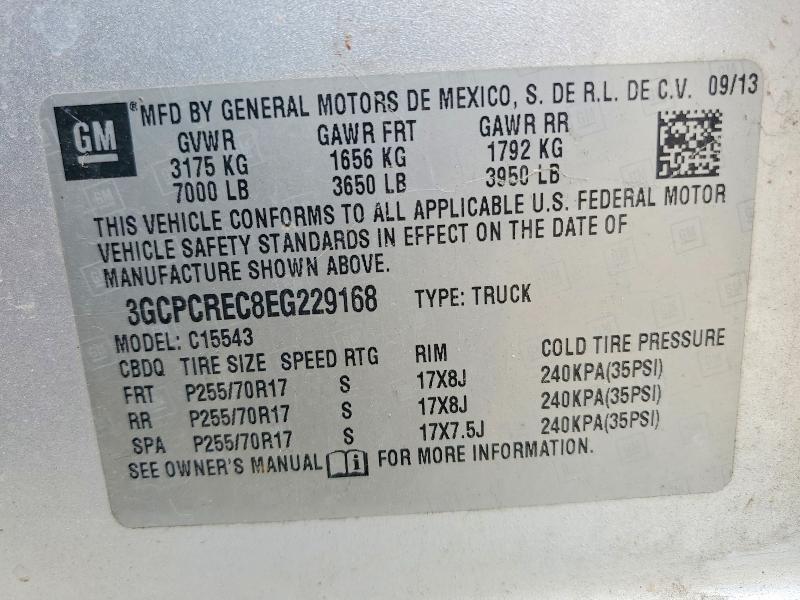 GM ® MFD BY GENERAL MOTORS DE MEXICO, S. DE R.L. DE C.V. 09/13
GVWR GAWR FRT GAWR RR
3175 KG 1656 KG 1792 KG
7000 LB 3650 LB 3950 LB
THIS VEHICLE CONFORMS TO ALL APPLICABLE U.S. FEDERAL MOTOR
VEHICLE SAFETY STANDARDS IN EFFECT ON THE DATE OF
MANUFACTURE SHOWN ABOVE.
3GCPCREC8EG229168 TYPE: TRUCK
MODEL: C15543
CBDQ TIRE SIZE SPEED RTG RIM COLD TIRE PRESSURE
FRT P255/70R17 S 17X8J 240KPA(35PSI)
RR P255/70R17 S 17X8J 240KPA(35PSI)
SPA P255/70R17 S 17X7.5J 240KPA(35PSI)
SEE OWNER'S MANUAL FOR MORE INFORMATION.